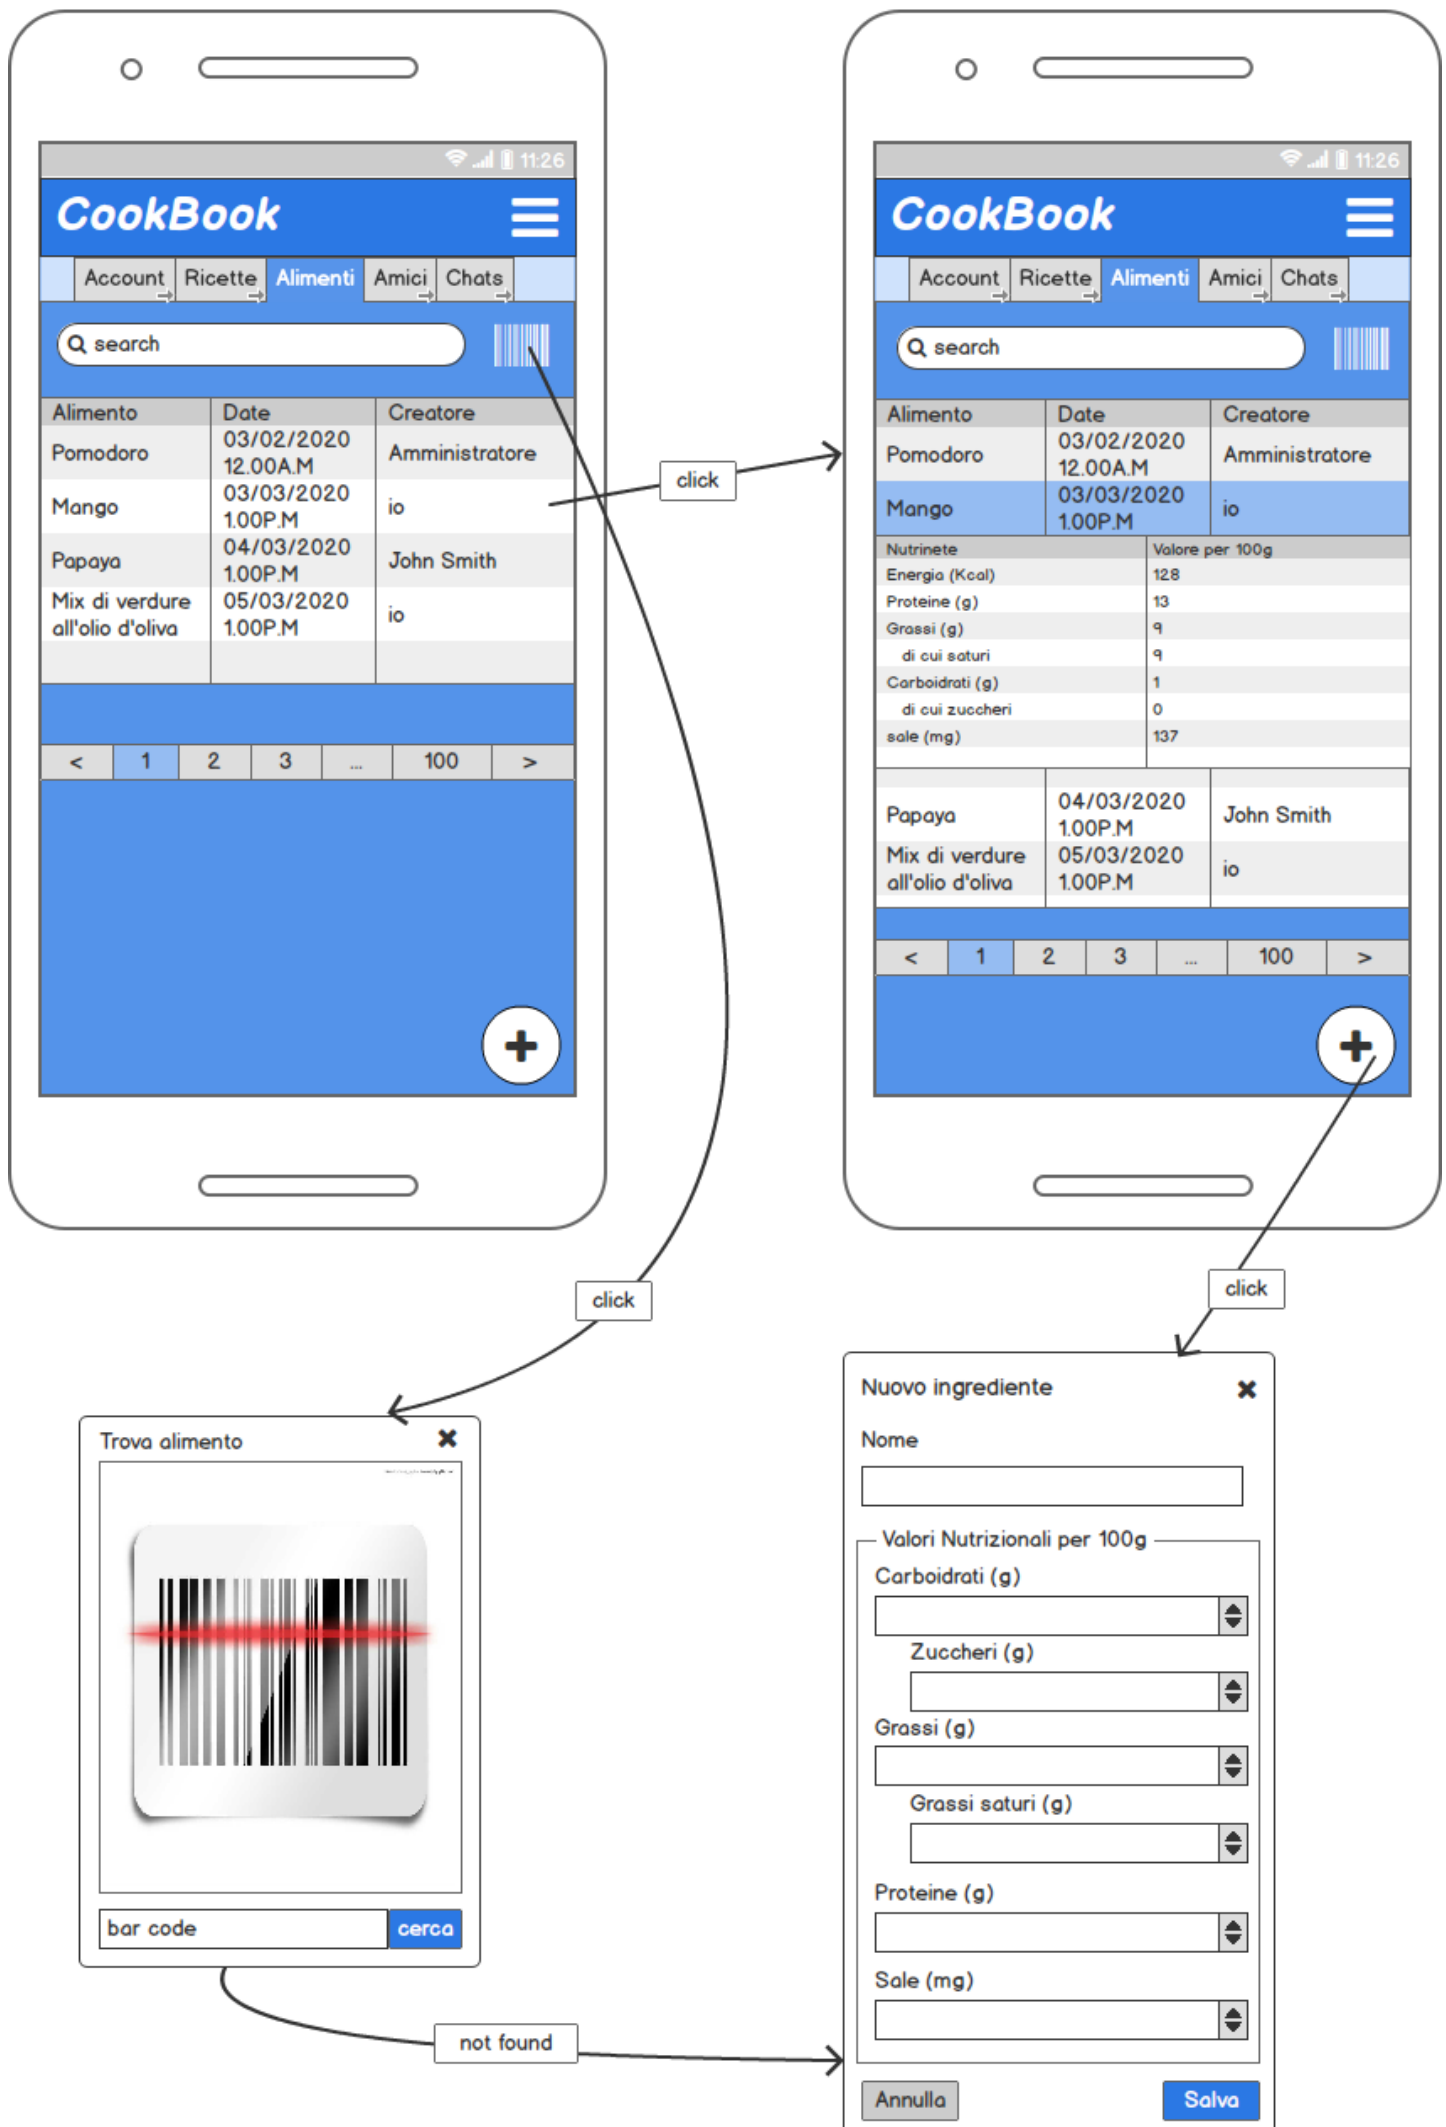 11:26
CookBook
Account Ricette Alimenti Amici Chats
search
Alimento Date Creatore
Pomodoro 03/02/2020 12.00A.M Amministratore
Mango 03/03/2020 1.00P.M io
Papaya 04/03/2020 1.00P.M John Smith
Mix di verdure all'olio d'oliva 05/03/2020 1.00P.M io
< 1 2 3 ... 100 >
click
11:26
CookBook
Account Ricette Alimenti Amici Chats
search
Alimento Date Creatore
Pomodoro 03/02/2020 12.00A.M Amministratore
Mango 03/03/2020 1.00P.M io
Nutrinete Valore per 100g
Energia (Kcal) 128
Proteine (g) 13
Grassi (g) 9
di cui saturi 9
Carboidrati (g) 1
di cui zuccheri 0
sale (mg) 137
Papaya 04/03/2020 1.00P.M John Smith
Mix di verdure all'olio d'oliva 05/03/2020 1.00P.M io
< 1 2 3 ... 100 >
click
click
Trova alimento
bar code cerca
not found
Nuovo ingrediente
Nome
Valori Nutrizionali per 100g
Carboidrati (g)
Zuccheri (g)
Grassi (g)
Grassi saturi (g)
Proteine (g)
Sale (mg)
Annulla Salva